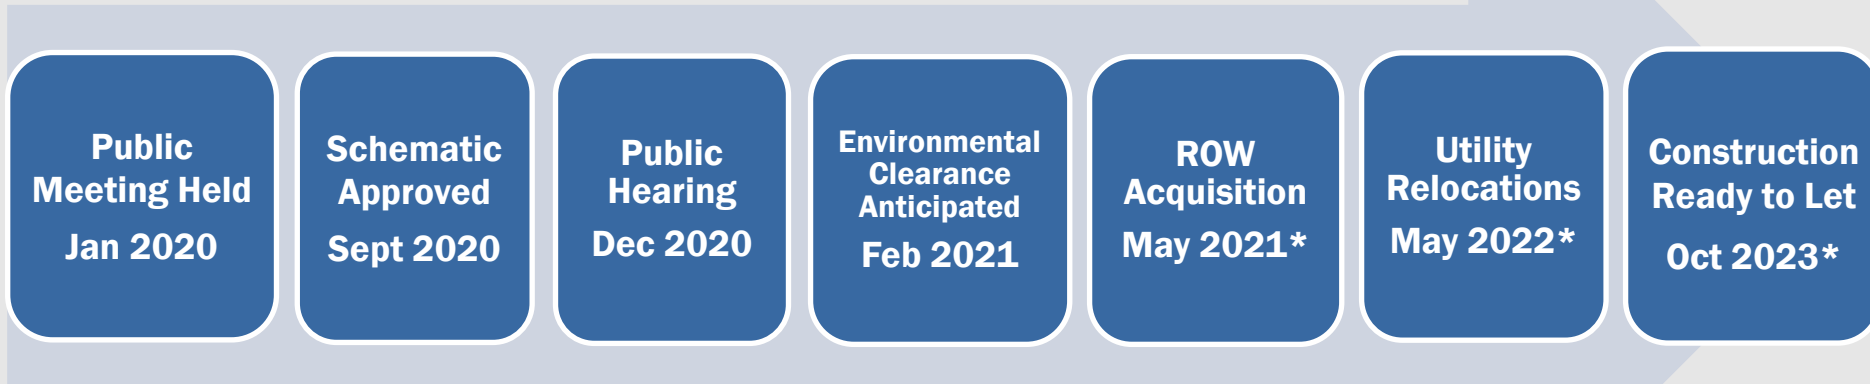 Public
Meeting Held
Jan 2020
Schematic
Approved
Sept 2020
Public
Hearing
Dec 2020
Environmental
Clearance
Anticipated
Feb 2021
ROW
Acquisition
May 2021*
Utility
Relocations
May 2022*
Construction
Ready to Let
Oct 2023*